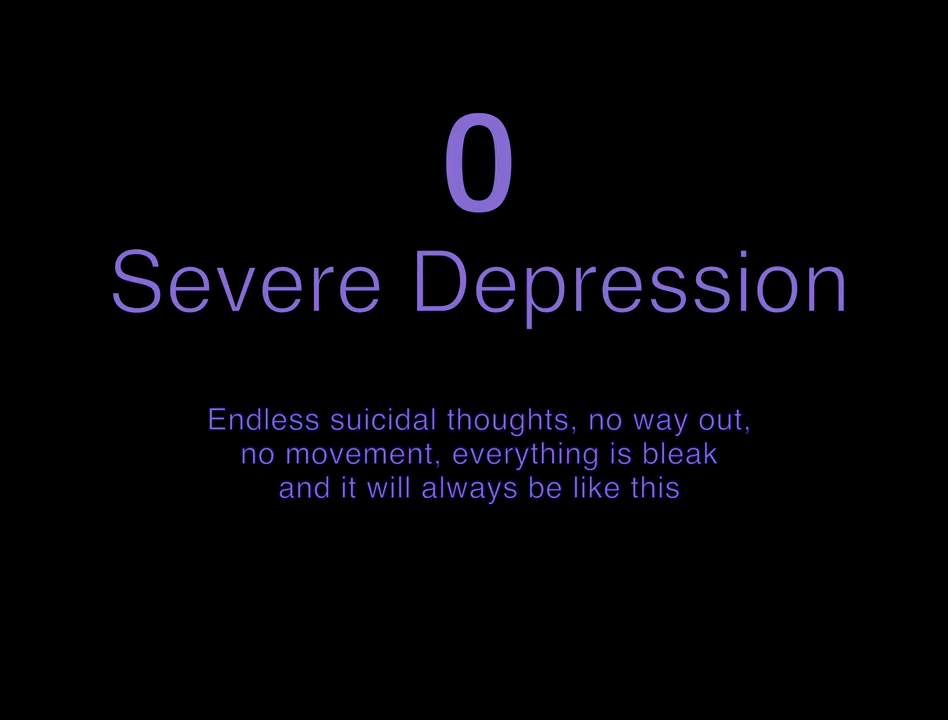 0
Severe Depression
Endless suicidal thoughts, no way out,
no movement, everything is bleak
and it will always be like this